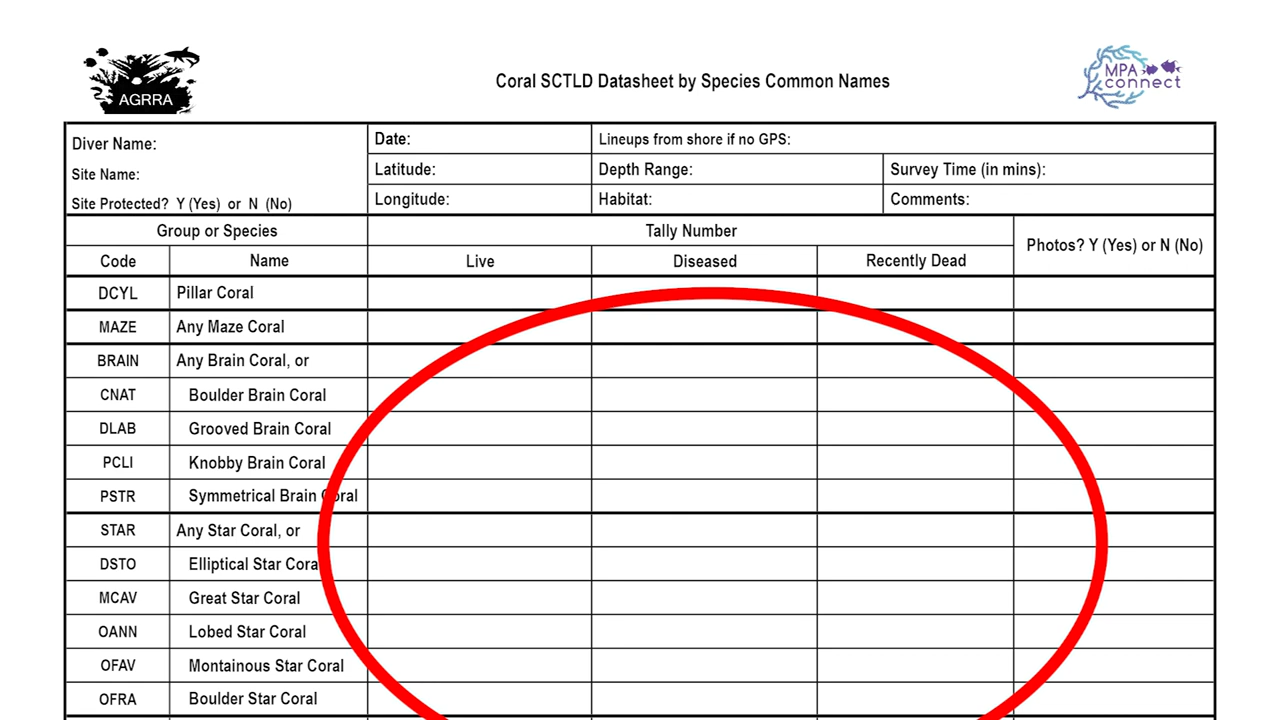 AGRRA
Coral SCTLD Datasheet by Species Common Names
MPA
connect
Diver Name:
Date:
Lineups from shore if no GPS:
Site Name:
Latitude:
Depth Range:
Survey Time (in mins):
Site Protected? Y (Yes) or N (No)
Longitude:
Habitat:
Comments:
Group or Species
Tally Number
Photos? Y (Yes) or N (No)
Code
Name
Live
Diseased
Recently Dead
DCYL Pillar Coral
MAZE Any Maze Coral
BRAIN Any Brain Coral, or
CNAT Boulder Brain Coral
DLAB Grooved Brain Coral
PCLI Knobby Brain Coral
PSTR Symmetrical Brain Coral
STAR Any Star Coral, or
DSTO Elliptical Star Coral
MCAV Great Star Coral
OANN Lobed Star Coral
OFAV Montainous Star Coral
OFRA Boulder Star Coral